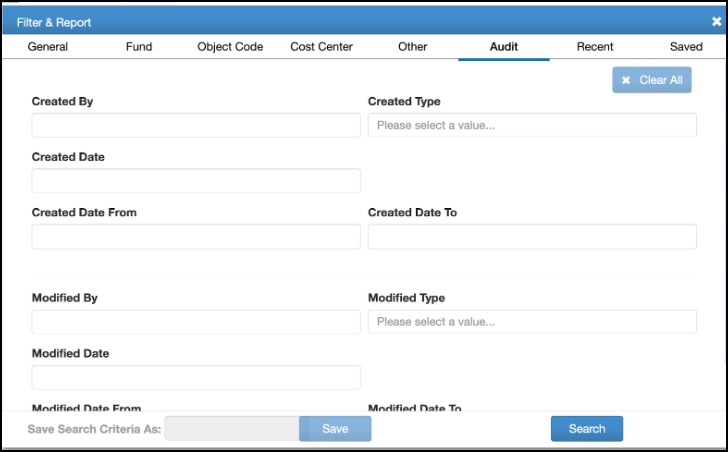 Filter & Report ✖
General Fund Object Code Cost Center Other Audit Recent Saved
✖ Clear All
Created By Created Type
Please select a value...
Created Date
Created Date From Created Date To
Modified By Modified Type
Please select a value...
Modified Date
Modified Date From Modified Date To
Save Search Criteria As: Save Search